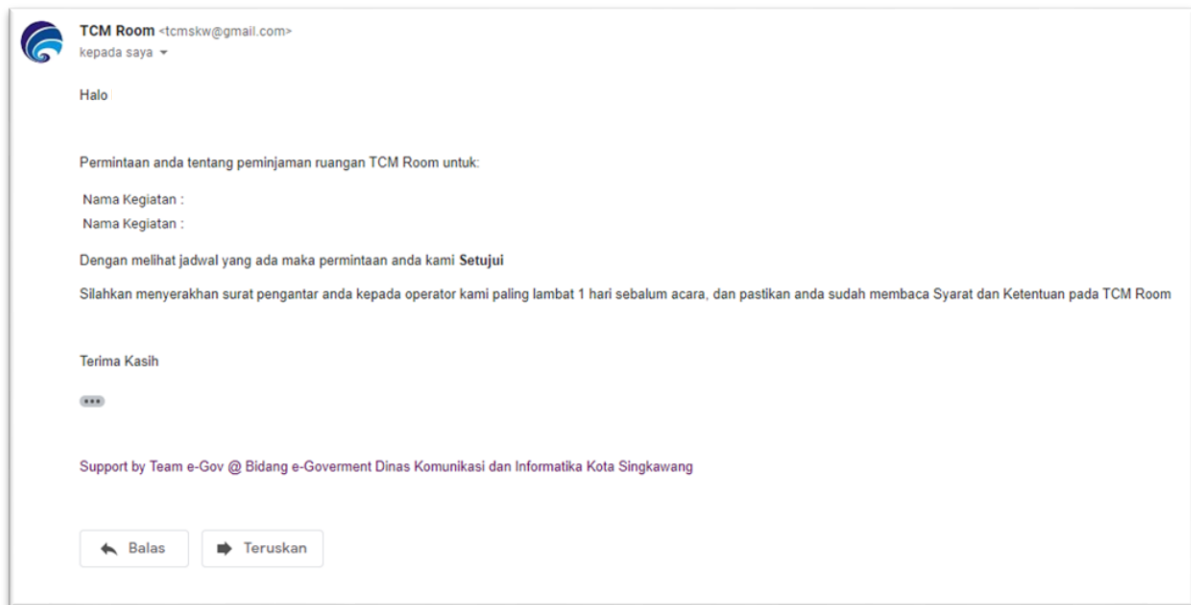 TCM Room <tcmskw@gmail.com>
kepada saya
Halo
Permintaan anda tentang peminjaman ruangan TCM Room untuk:
Nama Kegiatan :
Nama Kegiatan :
Dengan melihat jadwal yang ada maka permintaan anda kami Setujui
Silahkan menyerakhan surat pengantar anda kepada operator kami paling lambat 1 hari sebalum acara, dan pastikan anda sudah membaca Syarat dan Ketentuan pada TCM Room
Terima Kasih
Support by Team e-Gov @ Bidang e-Goverment Dinas Komunikasi dan Informatika Kota Singkawang
Balas Teruskan